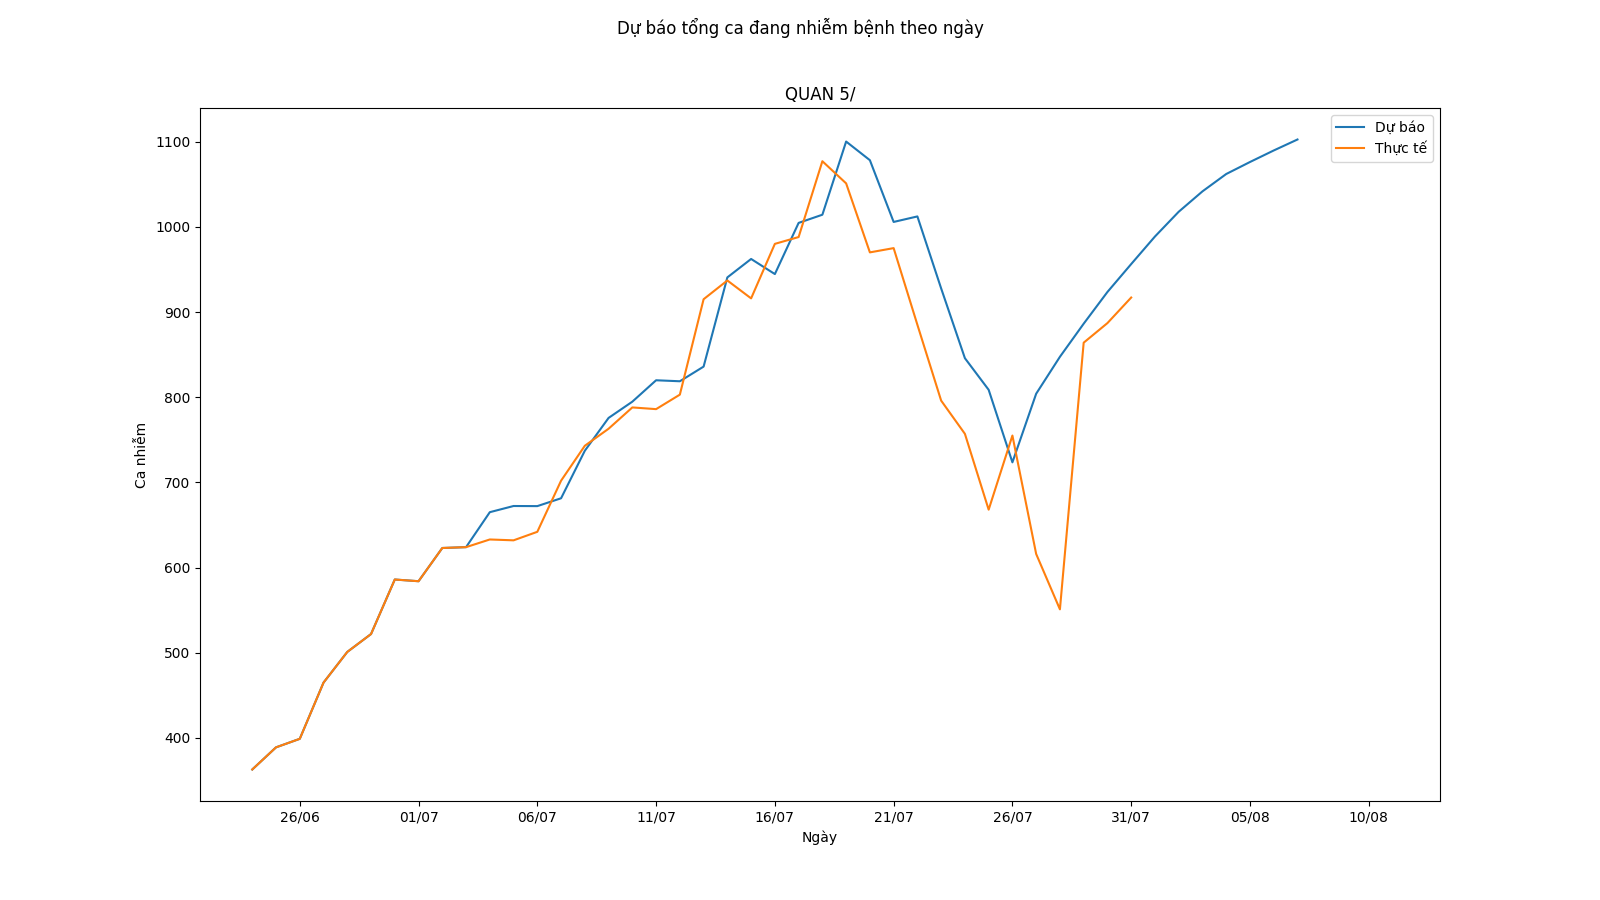 Dự báo tổng ca đang nhiễm bệnh theo ngày
QUAN 5/
Dự báo
Thực tế
1100
1000
900
800
700
600
500
400
Ca nhiễm
26/06 01/07 06/07 11/07 16/07 21/07 26/07 31/07 05/08 10/08
Ngày